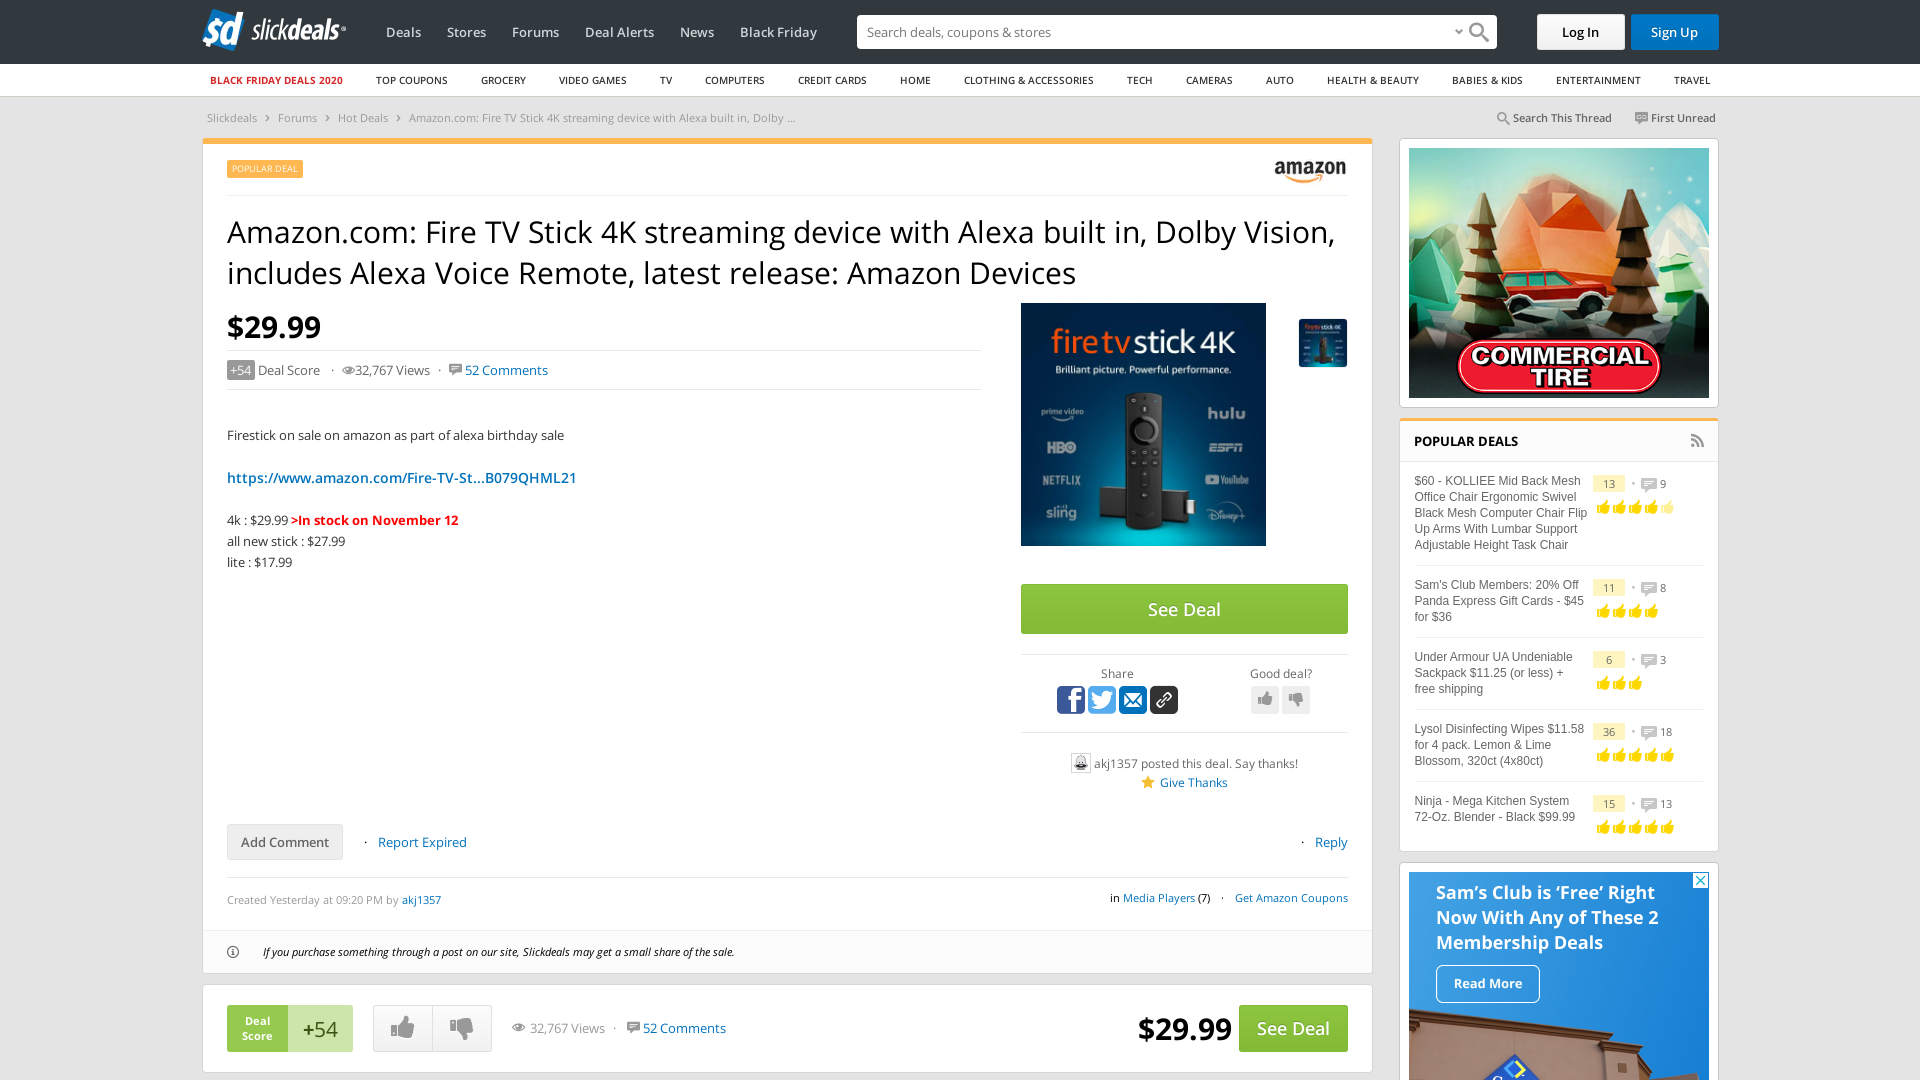 slickdeals
Deals
Stores
Forums
Deal Alerts
News
Black Friday
Search deals, coupons & stores
Log In
Sign Up
BLACK FRIDAY DEALS 2020
TOP COUPONS
GROCERY
VIDEO GAMES
TV
COMPUTERS
CREDIT CARDS
HOME
CLOTHING & ACCESSORIES
TECH
CAMERAS
AUTO
HEALTH & BEAUTY
BABIES & KIDS
ENTERTAINMENT
TRAVEL
Slickdeals > Forums > Hot Deals > Amazon.com: Fire TV Stick 4K streaming device with Alexa built in, Dolby ...
Search This Thread
First Unread
POPULAR DEAL
amazon
Amazon.com: Fire TV Stick 4K streaming device with Alexa built in, Dolby Vision,
includes Alexa Voice Remote, latest release: Amazon Devices
$29.99
+54 Deal Score · 32,767 Views · 52 Comments
Firestick on sale on amazon as part of alexa birthday sale
https://www.amazon.com/Fire-TV-St...B079QHML21
4k : $29.99 >In stock on November 12
all new stick : $27.99
lite : $17.99
fire tv stick 4K
Brilliant picture. Powerful performance.
prime video
hulu
HBO
ESPN
NETFLIX
YouTube
sling
Disney+
fire tv stick 4K
See Deal
Share
Good deal?
akj1357 posted this deal. Say thanks!
Give Thanks
Add Comment
· Report Expired
· Reply
Created Yesterday at 09:20 PM by akj1357
in Media Players (7) · Get Amazon Coupons
If you purchase something through a post on our site, Slickdeals may get a small share of the sale.
Deal
Score
+54
32,767 Views · 52 Comments
$29.99
See Deal
COMMERCIAL
TIRE
POPULAR DEALS
$60 - KOLLIEE Mid Back Mesh
Office Chair Ergonomic Swivel
Black Mesh Computer Chair Flip
Up Arms With Lumbar Support
Adjustable Height Task Chair
13 • 9
Sam's Club Members: 20% Off
Panda Express Gift Cards - $45
for $36
11 • 8
Under Armour UA Undeniable
Sackpack $11.25 (or less) +
free shipping
6 • 3
Lysol Disinfecting Wipes $11.58
for 4 pack. Lemon & Lime
Blossom, 320ct (4x80ct)
36 • 18
Ninja - Mega Kitchen System
72-Oz. Blender - Black $99.99
15 • 13
Sam's Club is 'Free' Right
Now With Any of These 2
Membership Deals
Read More